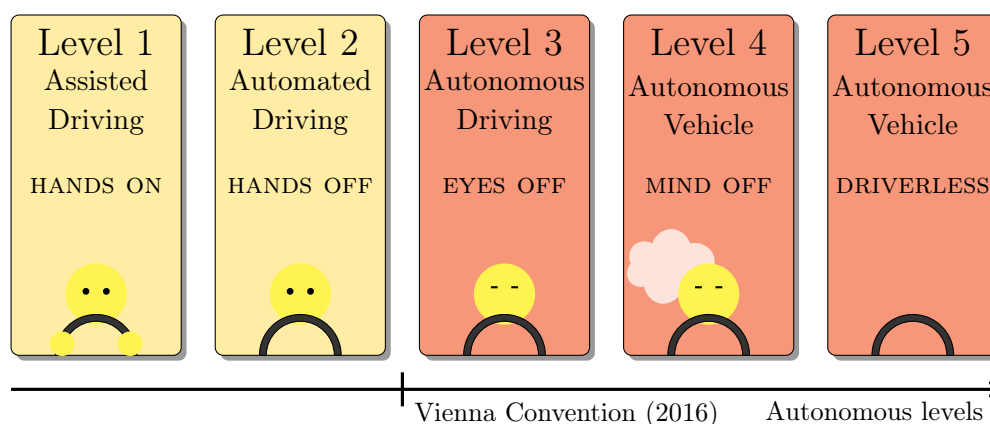 Level 1
Assisted
Driving
HANDS ON
Level 2
Automated
Driving
HANDS OFF
Level 3
Autonomous
Driving
EYES OFF
Level 4
Autonomous
Vehicle
MIND OFF
Level 5
Autonomous
Vehicle
DRIVERLESS
Vienna Convention (2016)
Autonomous levels